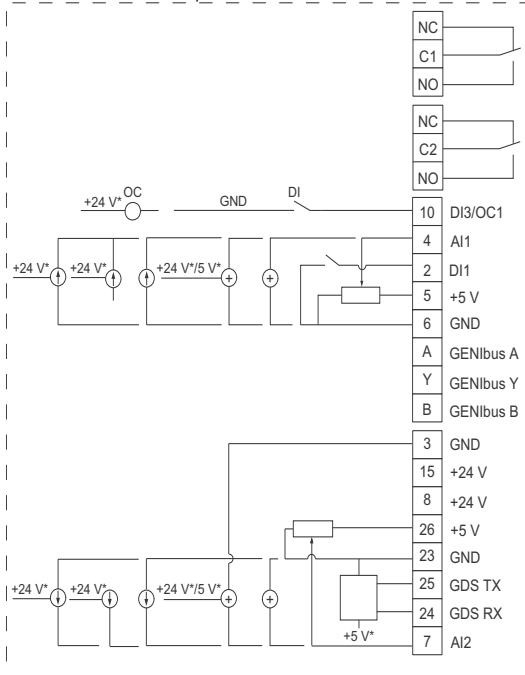 NC
C1
NO
NC
C2
NO
+24 V* OC GND DI 10 DI3/OC1
4 AI1
+24 V* +24 V* +24 V*/5 V* 2 DI1
5 +5 V
6 GND
A GENIbus A
Y GENIbus Y
B GENIbus B
3 GND
15 +24 V
8 +24 V
26 +5 V
23 GND
+24 V* +24 V* +24 V*/5 V* 25 GDS TX
24 GDS RX
+5 V* 7 AI2